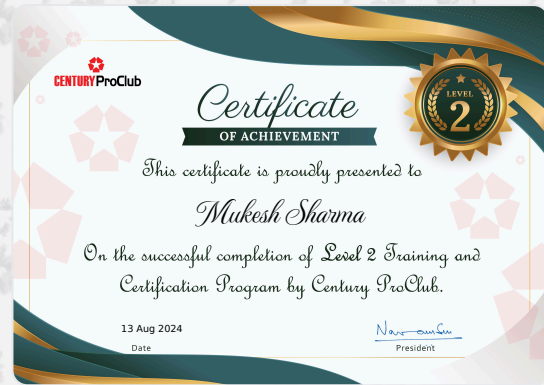 CENTURY ProClub
LEVEL
2
Certificate
OF ACHIEVEMENT
This certificate is proudly presented to
Mukesh Sharma
On the successful completion of Level 2 Training and
Certification Program by Century ProClub.
13 Aug 2024
Date
President